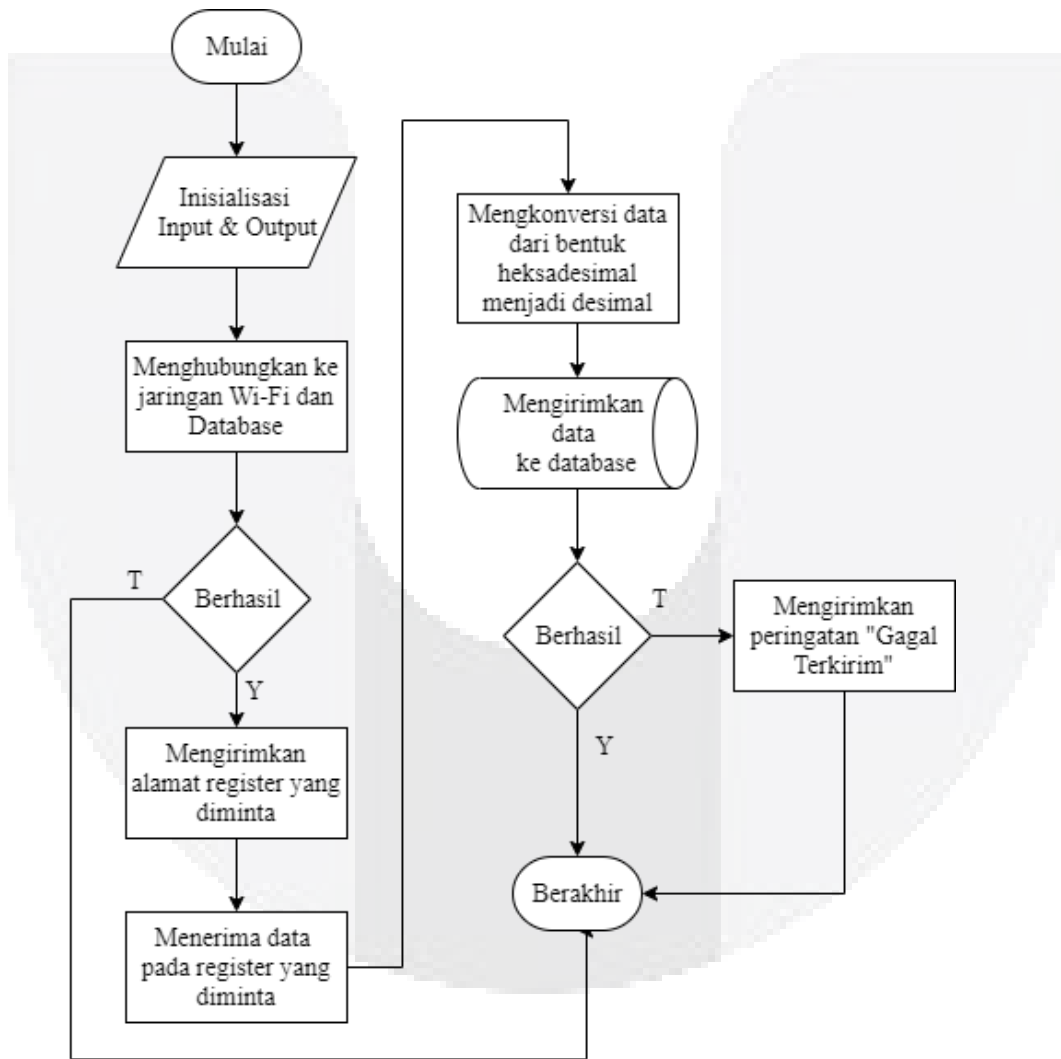 Mulai
Inisialisasi
Input & Output
Menghubungkan ke
jaringan Wi-Fi dan
Database
Berhasil
T
Y
Mengirimkan
alamat register yang
diminta
Menerima data
pada register yang
diminta
Mengkonversi data
dari bentuk
heksadesimal
menjadi desimal
Mengirimkan
data
ke database
Berhasil
T
Mengirimkan
peringatan "Gagal
Terkirim"
Y
Berakhir